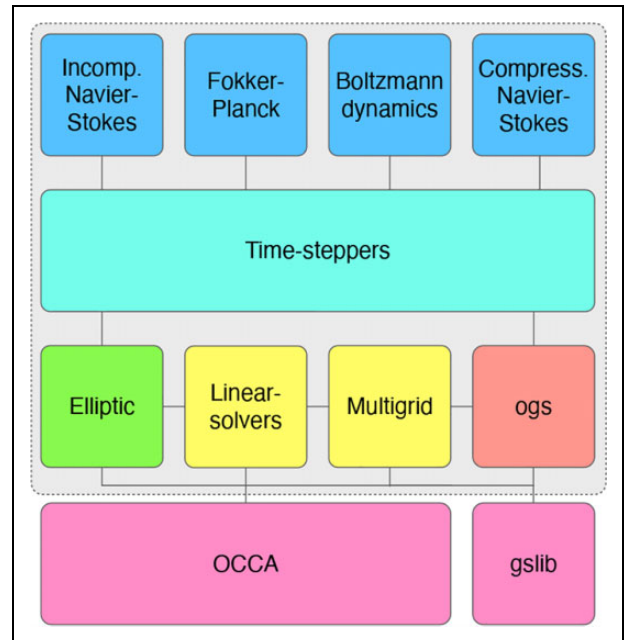 Incomp.
Navier-
Stokes
Fokker-
Planck
Boltzmann
dynamics
Compress.
Navier-
Stokes
Time-steppers
Elliptic
Linear-
solvers
Multigrid
ogs
OCCA
gslib